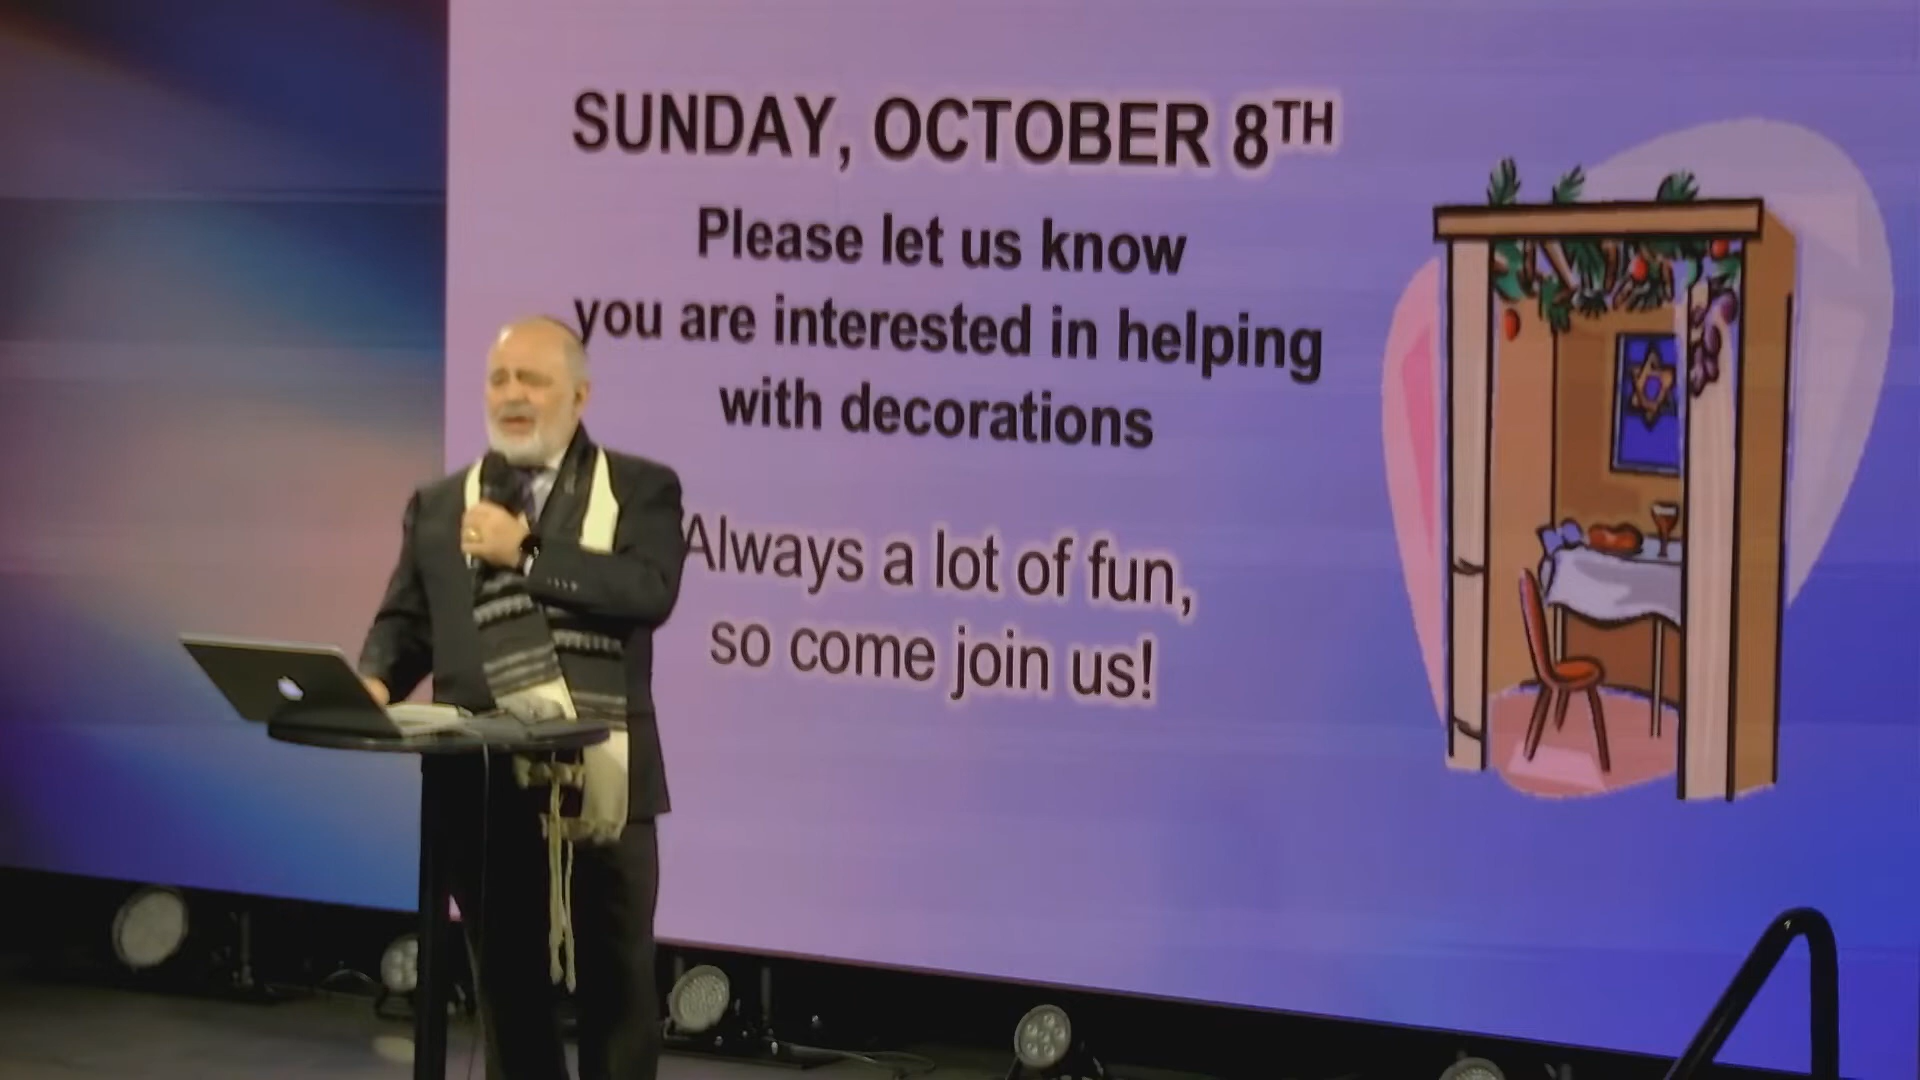 SUNDAY, OCTOBER 8TH
Please let us know
you are interested in helping
with decorations
Always a lot of fun,
so come join us!